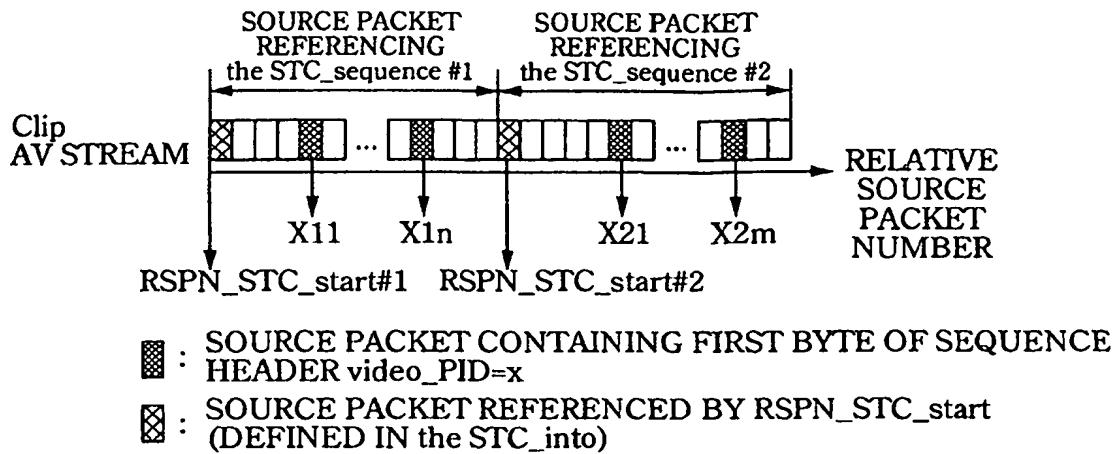 SOURCE PACKET SOURCE PACKET
REFERENCING REFERENCING
the STC_sequence #1 the STC_sequence #2
Clip
AV STREAM
... ...
RELATIVE
SOURCE
PACKET
NUMBER
X11 X1n X21 X2m
RSPN_STC_start#1 RSPN_STC_start#2
: SOURCE PACKET CONTAINING FIRST BYTE OF SEQUENCE
HEADER video_PID=x
: SOURCE PACKET REFERENCED BY RSPN_STC_start
(DEFINED IN the STC_into)